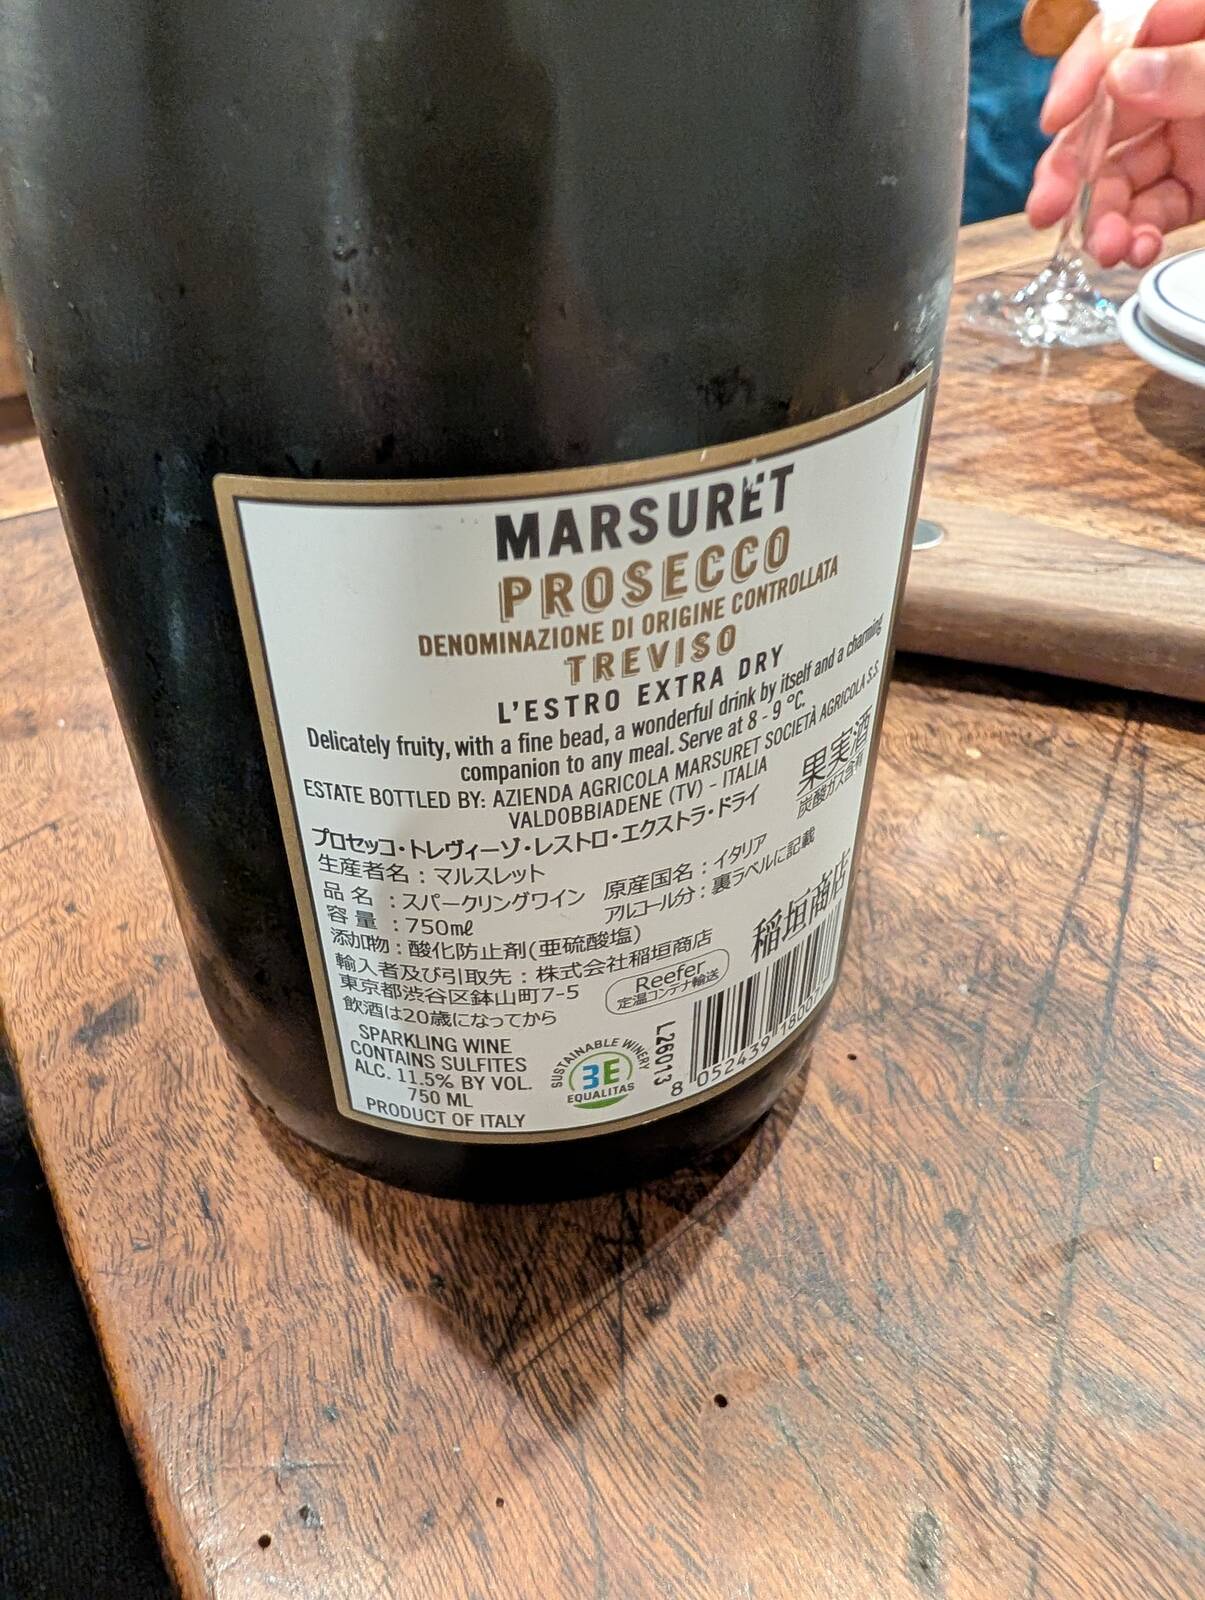 MARSURET
PROSECCO
DENOMINAZIONE DI ORIGINE CONTROLLATA
TREVISO
L'ESTRO EXTRA DRY
Delicately fruity, with a fine bead, a wonderful drink by itself and a charming
companion to any meal. Serve at 8 - 9 °C.
ESTATE BOTTLED BY: AZIENDA AGRICOLA MARSURET SOCIETÀ AGRICOLA S.S.
VALDOBBIADENE (TV) - ITALIA
果実酒
炭酸ガス含有
プロセッコ・トレヴィーゾ・レストロ・エクストラ・ドライ
生産者名：マルスレット
原産国名：イタリア
品 名 ：スパークリングワイン
アルコール分：裏ラベルに記載
容 量 ：750㎖
添加物：酸化防止剤(亜硫酸塩)
輸入者及び引取先：株式会社稲垣商店
稲垣商店
東京都渋谷区鉢山町7-5
Reefer
定温コンテナ輸送
飲酒は20歳になってから
SPARKLING WINE
CONTAINS SULFITES
ALC. 11.5% BY VOL.
750 ML
PRODUCT OF ITALY
SUSTAINABLE WINERY
3E
EQUALITAS
L26013
8 052439